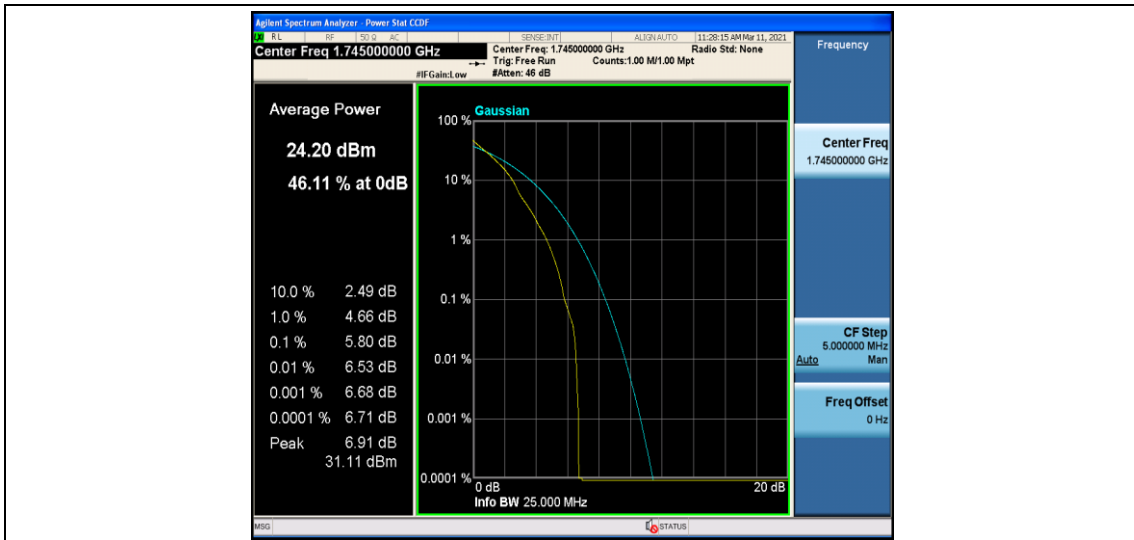 Agilent Spectrum Analyzer - Power Stat CCDF
LXI RL RF 50 Ω AC SENSE:INT ALIGNAUTO 11:28:15 AM Mar 11, 2021
Center Freq 1.745000000 GHz
Center Freq: 1.745000000 GHz Radio Std: None
Trig: Free Run Counts:1.00 M/1.00 Mpt
#IFGain:Low #Atten: 46 dB
Frequency
Average Power
24.20 dBm
46.11 % at 0dB
10.0 % 2.49 dB
1.0 % 4.66 dB
0.1 % 5.80 dB
0.01 % 6.53 dB
0.001 % 6.68 dB
0.0001 % 6.71 dB
Peak 6.91 dB
31.11 dBm
Gaussian
100 %
10 %
1 %
0.1 %
0.01 %
0.001 %
0.0001 %
0 dB 20 dB
Info BW 25.000 MHz
Center Freq
1.745000000 GHz
CF Step
5.000000 MHz
Auto Man
Freq Offset
0 Hz
MSG STATUS